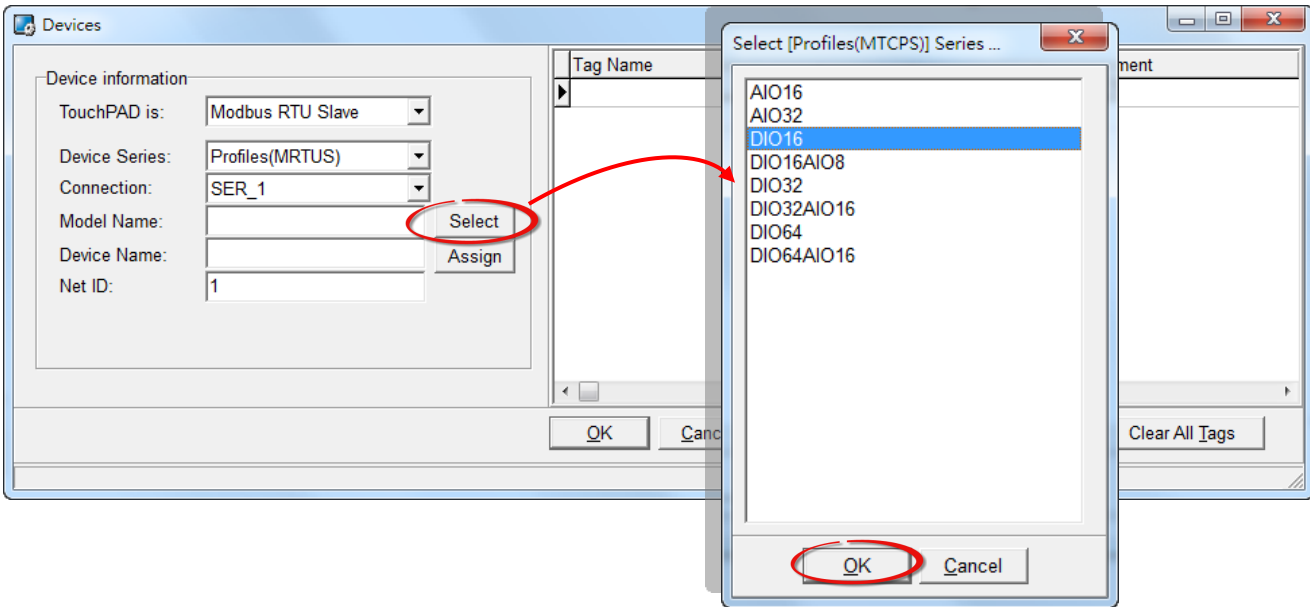 Devices
Device information
TouchPAD is: Modbus RTU Slave
Device Series: Profiles(MRTUS)
Connection: SER_1
Model Name: Select
Device Name: Assign
Net ID: 1
Tag Name
ment
OK Canc
Clear All Tags
Select [Profiles(MTCPS)] Series ...
AIO16
AIO32
DIO16
DIO16AIO8
DIO32
DIO32AIO16
DIO64
DIO64AIO16
OK Cancel